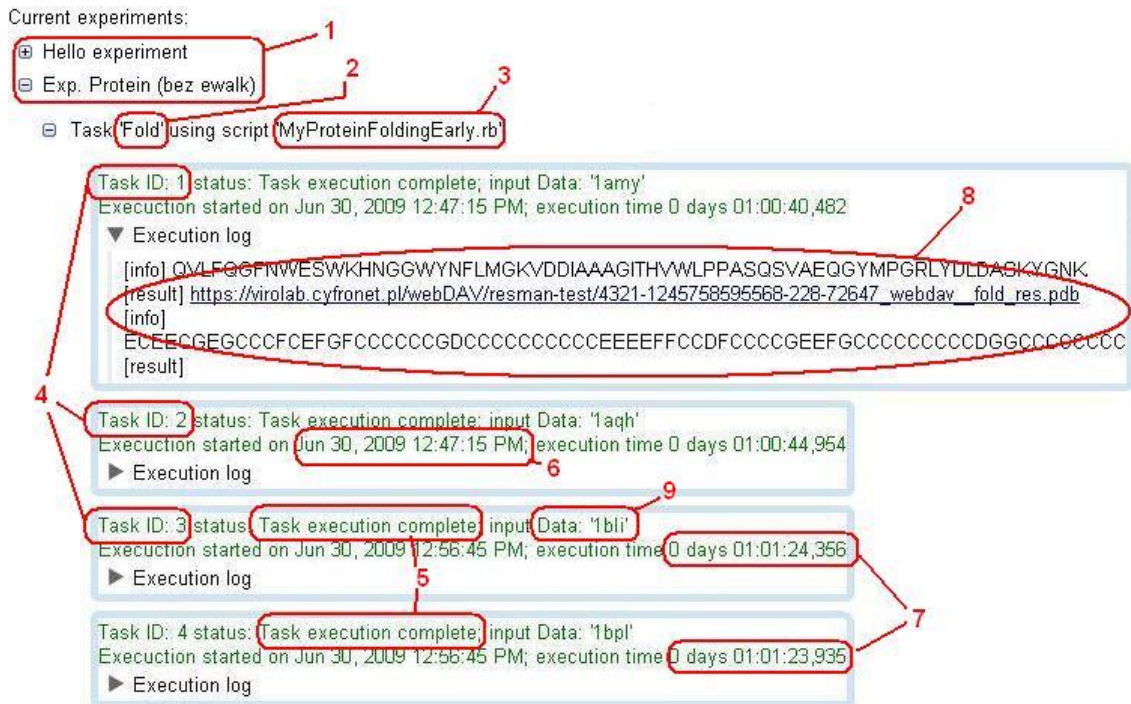 Current experiments:
1
Hello experiment
2
Exp. Protein (bez ewalk)
3
Task 'Fold' using script 'MyProteinFoldingEarly.rb'
Task ID: 1 status: Task execution complete; input Data: '1amy'
Execuction started on Jun 30, 2009 12:47:15 PM; execution time 0 days 01:00:40,482
8
Execution log
[info] QVLFQGFNWESWKHNGGWYNFLMGKVDDIAAAGITHVWLPPASQSVAEQGYMPGRLYDLDASKYGNK
[result] https://virolab.cyfronet.pl/webDAV/resman-test/4321-1245758595568-228-72647_webdav__fold_res.pdb
[info]
ECEECGEGCCCFCEFGFCCCCCCGDCCCCCCCCCCEEEEFFCCDFCCCCGEEFGCCCCCCCCCDGGCCCCCCCC
[result]
4
Task ID: 2 status: Task execution complete; input Data: '1aqh'
Execuction started on Jun 30, 2009 12:47:15 PM; execution time 0 days 01:00:44,954
6
Execution log
9
Task ID: 3 status: Task execution complete; input Data: '1bli'
Execuction started on Jun 30, 2009 12:56:45 PM; execution time 0 days 01:01:24,356
Execution log
5
7
Task ID: 4 status: Task execution complete; input Data: '1bpl'
Execuction started on Jun 30, 2009 12:56:45 PM; execution time 0 days 01:01:23,935
Execution log